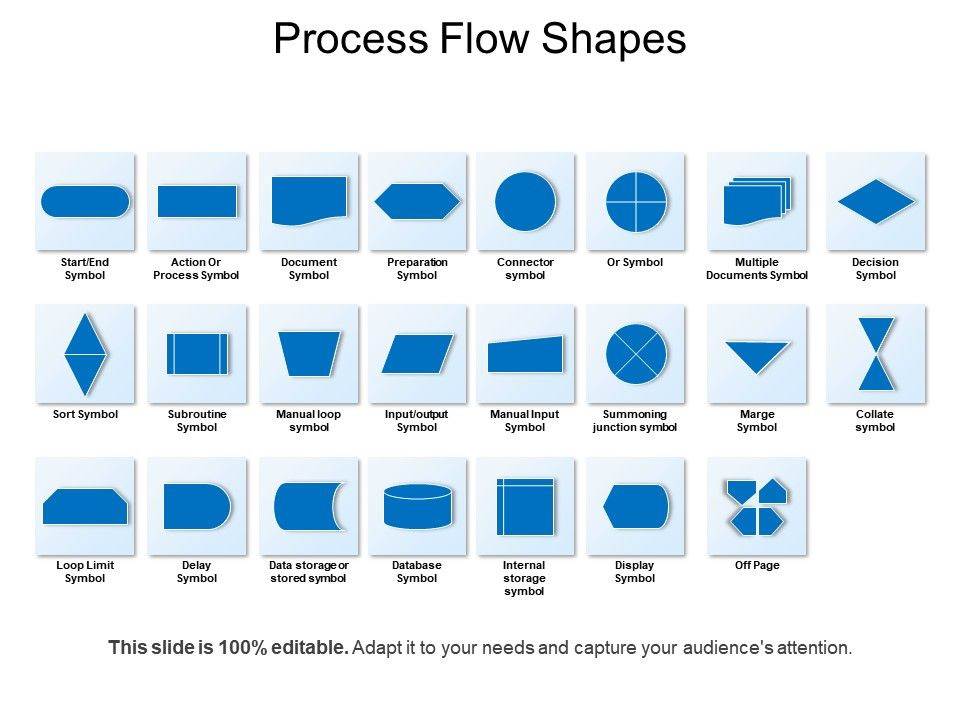 Process Flow Shapes
Start/End
Symbol
Action Or
Process Symbol
Document
Symbol
Preparation
Symbol
Connector
symbol
Or Symbol
Multiple
Documents Symbol
Decision
Symbol
Sort Symbol
Subroutine
Symbol
Manual loop
symbol
Input/output
Symbol
Manual Input
Symbol
Summoning
junction symbol
Marge
Symbol
Collate
symbol
Loop Limit
Symbol
Delay
Symbol
Data storage or
stored symbol
Database
Symbol
Internal
storage
symbol
Display
Symbol
Off Page
This slide is 100% editable. Adapt it to your needs and capture your audience's attention.